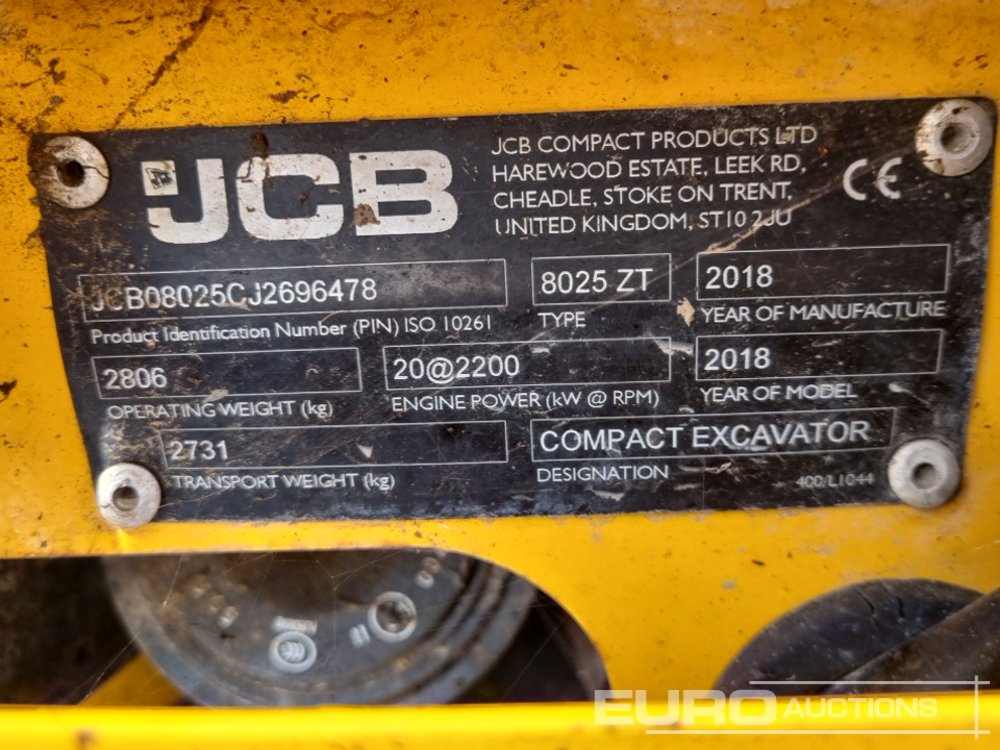 JCB
JCB COMPACT PRODUCTS LTD
HAREWOOD ESTATE, LEEK RD,
CHEADLE, STOKE ON TRENT,
UNITED KINGDOM, ST10 2JU
CE
JCB08025CJ2696478
Product Identification Number (PIN) ISO 10261
8025 ZT
TYPE
2018
YEAR OF MANUFACTURE
2806
OPERATING WEIGHT (kg)
20@2200
ENGINE POWER (kW @ RPM)
2018
YEAR OF MODEL
2731
TRANSPORT WEIGHT (kg)
COMPACT EXCAVATOR
DESIGNATION
400/L1044
EURO AUCTIONS